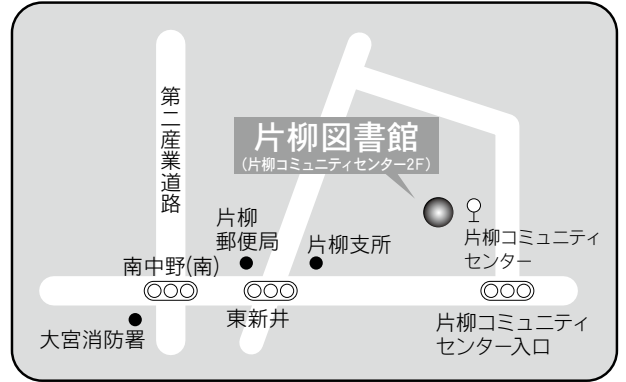 第二産業道路
片柳図書館
(片柳コミュニティセンター2F)
片柳
郵便局
片柳支所
片柳コミュニティ
センター
南中野(南)
東新井
大宮消防署
片柳コミュニティ
センター入口